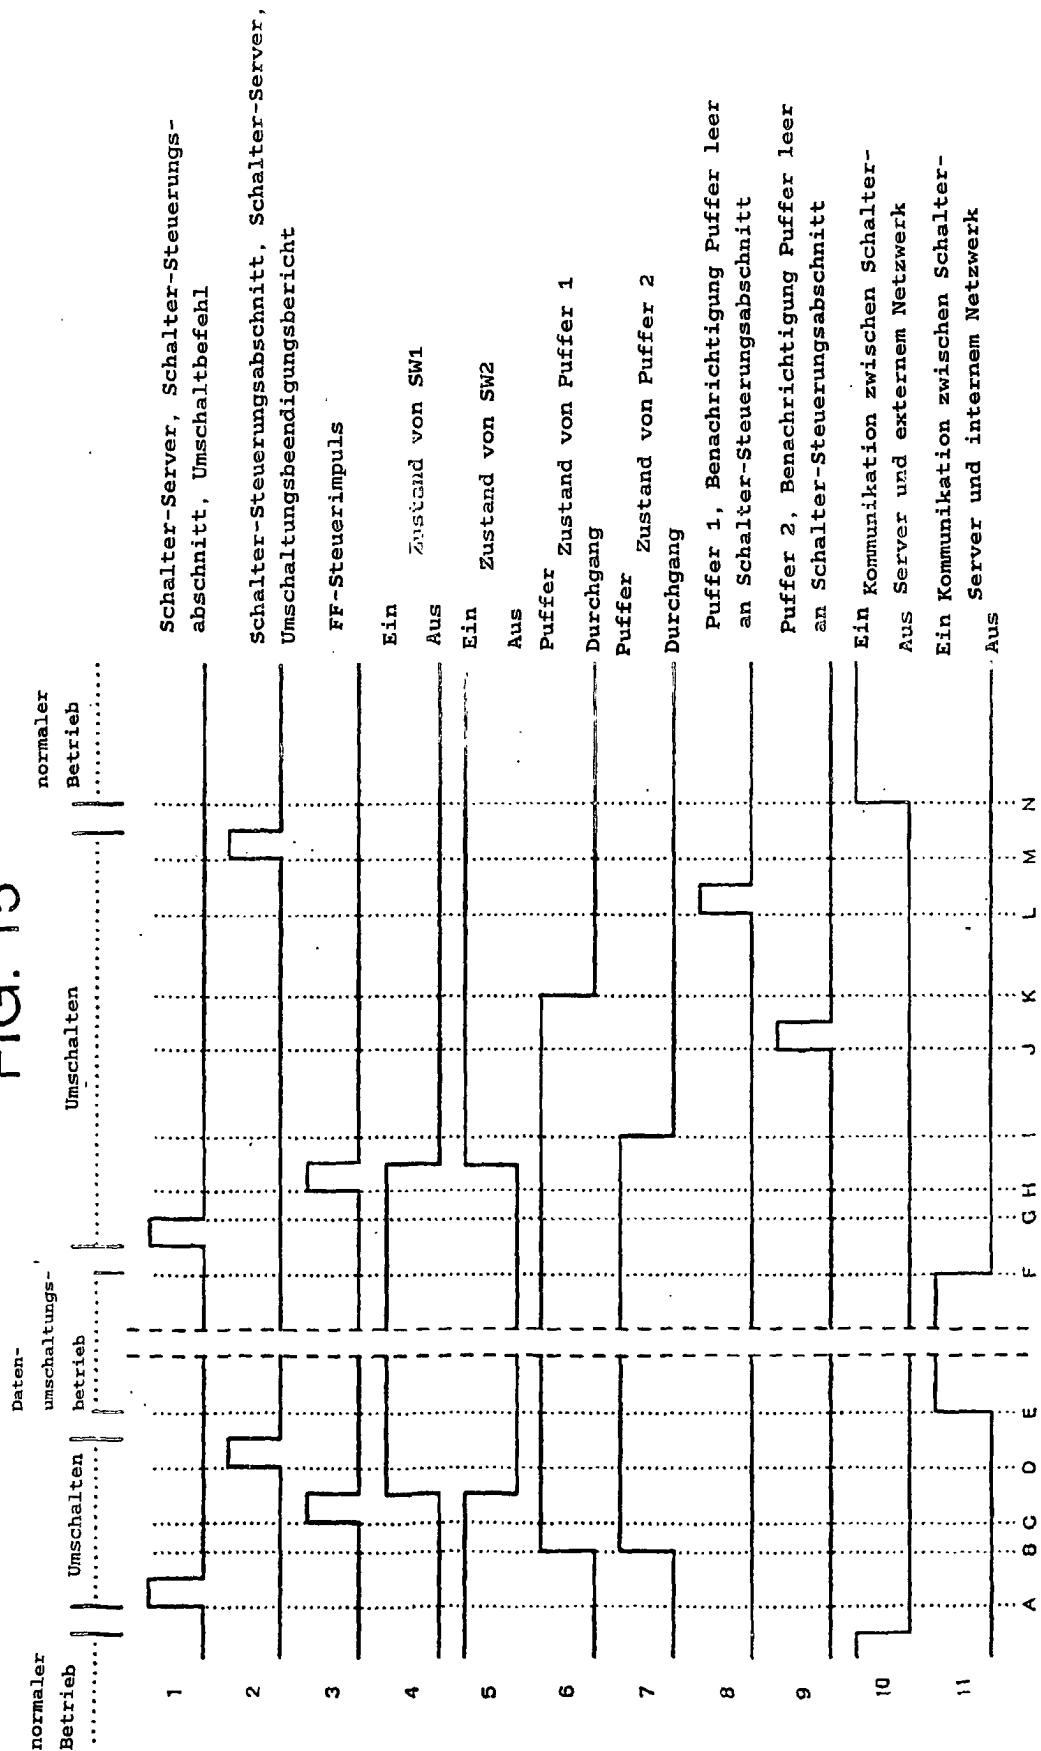 FIG. 15
normaler
Betrieb
Umschalten
Daten-
umschaltungs-
betrieb
Umschalten
normaler
Betrieb
1
Schalter-Server, Schalter-Steuerungs-
abschnitt, Umschaltbefehl
2
Schalter-Steuerungsabschnitt, Schalter-Server,
Umschaltungsbeendigungsbericht
3
FF-Steuerimpuls
4
Ein
Zustand von SW1
Aus
5
Ein
Zustand von SW2
Aus
6
Puffer
Zustand von Puffer 1
Durchgang
7
Puffer
Zustand von Puffer 2
Durchgang
8
Puffer 1, Benachrichtigung Puffer leer
an Schalter-Steuerungsabschnitt
9
Puffer 2, Benachrichtigung Puffer leer
an Schalter-Steuerungsabschnitt
10
Ein Kommunikation zwischen Schalter-
Aus Server und externem Netzwerk
11
Ein Kommunikation zwischen Schalter-
Server und internem Netzwerk
Aus
A B C D E F G H I J K L M N